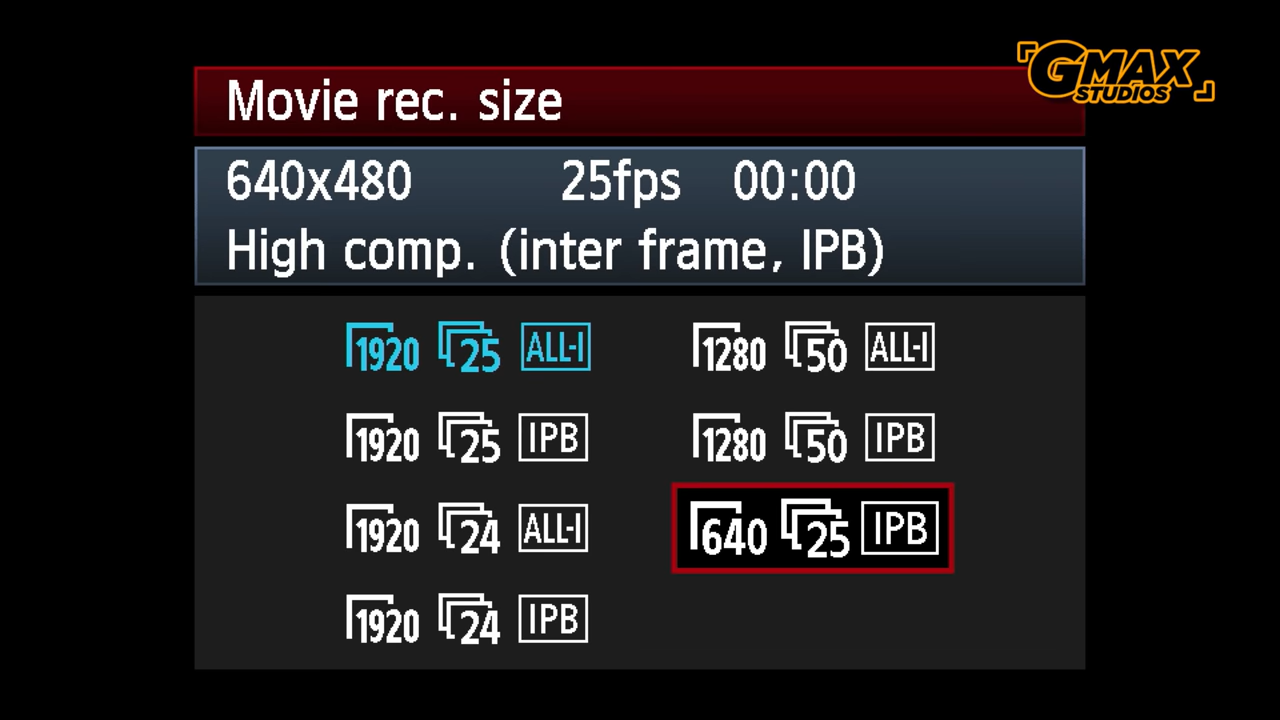 GMAX
STUDIOS
Movie rec. size
640x480 25fps 00:00
High comp. (inter frame, IPB)
1920 25 ALL-I 1280 50 ALL-I
1920 25 IPB 1280 50 IPB
1920 24 ALL-I 640 25 IPB
1920 24 IPB